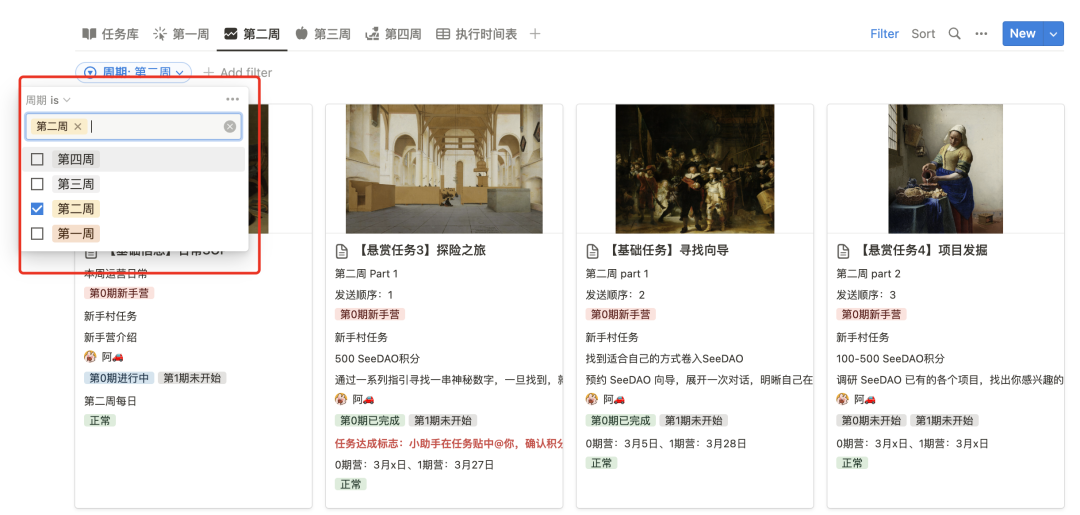 任务库 第一周 第二周 第三周 第四周 执行时间表
Filter Sort New
周期: 第二周 Add filter
周期 is
第二周
第四周
第三周
第二周
第一周
【基础信息】日常SOP
本周运营日常
第0期新手营
新手村任务
新手营介绍
阿
第0期进行中 第1期未开始
第二周每日
正常
【悬赏任务3】探险之旅
第二周 Part 1
发送顺序：1
第0期新手营
新手村任务
500 SeeDAO积分
通过一系列指引寻找一串神秘数字，一旦找到，
阿
第0期已完成 第1期未开始
任务达成标志：小助手在任务贴中@你，确认积分
0期营：3月x日、1期营：3月27日
正常
【基础任务】寻找向导
第二周 part 1
发送顺序：2
第0期新手营
新手村任务
找到适合自己的方式卷入SeeDAO
预约 SeeDAO 向导，展开一次对话，明晰自己在
阿
第0期已完成 第1期未开始
0期营：3月5日、1期营：3月28日
正常
【悬赏任务4】项目发掘
第二周 part 2
发送顺序：3
第0期新手营
新手村任务
100-500 SeeDAO积分
调研 SeeDAO 已有的各个项目，找出你感兴趣的
阿
第0期未开始 第1期未开始
0期营：3月x日、1期营：3月x日
正常